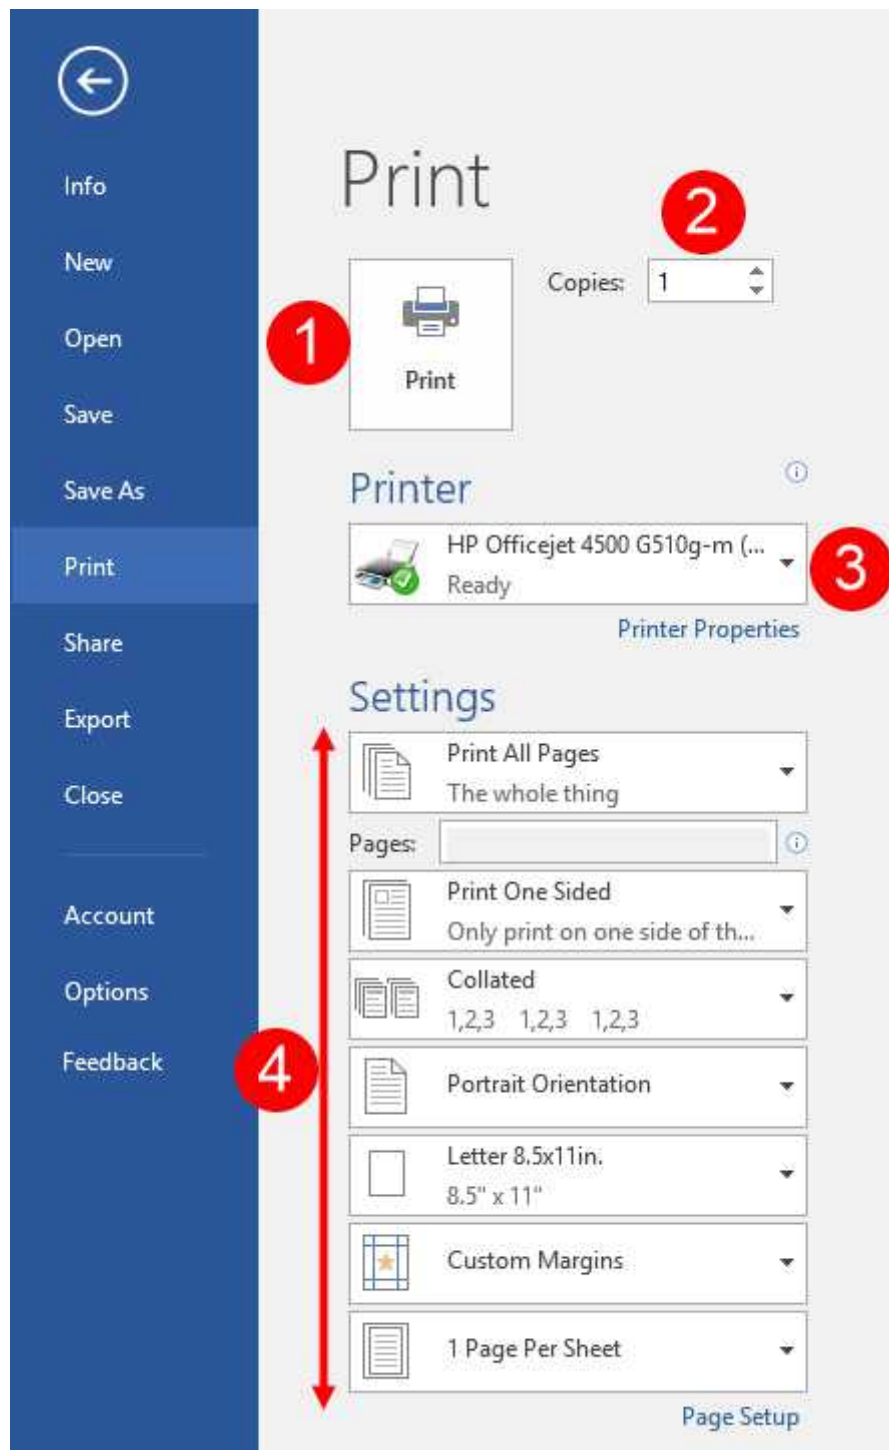 Info
New
Open
Save
Save As
Print
Share
Export
Close
Account
Options
Feedback
Print
2
Copies: 1
1
Print
Printer
HP Officejet 4500 G510g-m (...
Ready
3
Printer Properties
Settings
Print All Pages
The whole thing
Pages:
Print One Sided
Only print on one side of th...
Collated
1,2,3 1,2,3 1,2,3
4
Portrait Orientation
Letter 8.5x11in.
8.5" x 11"
Custom Margins
1 Page Per Sheet
Page Setup